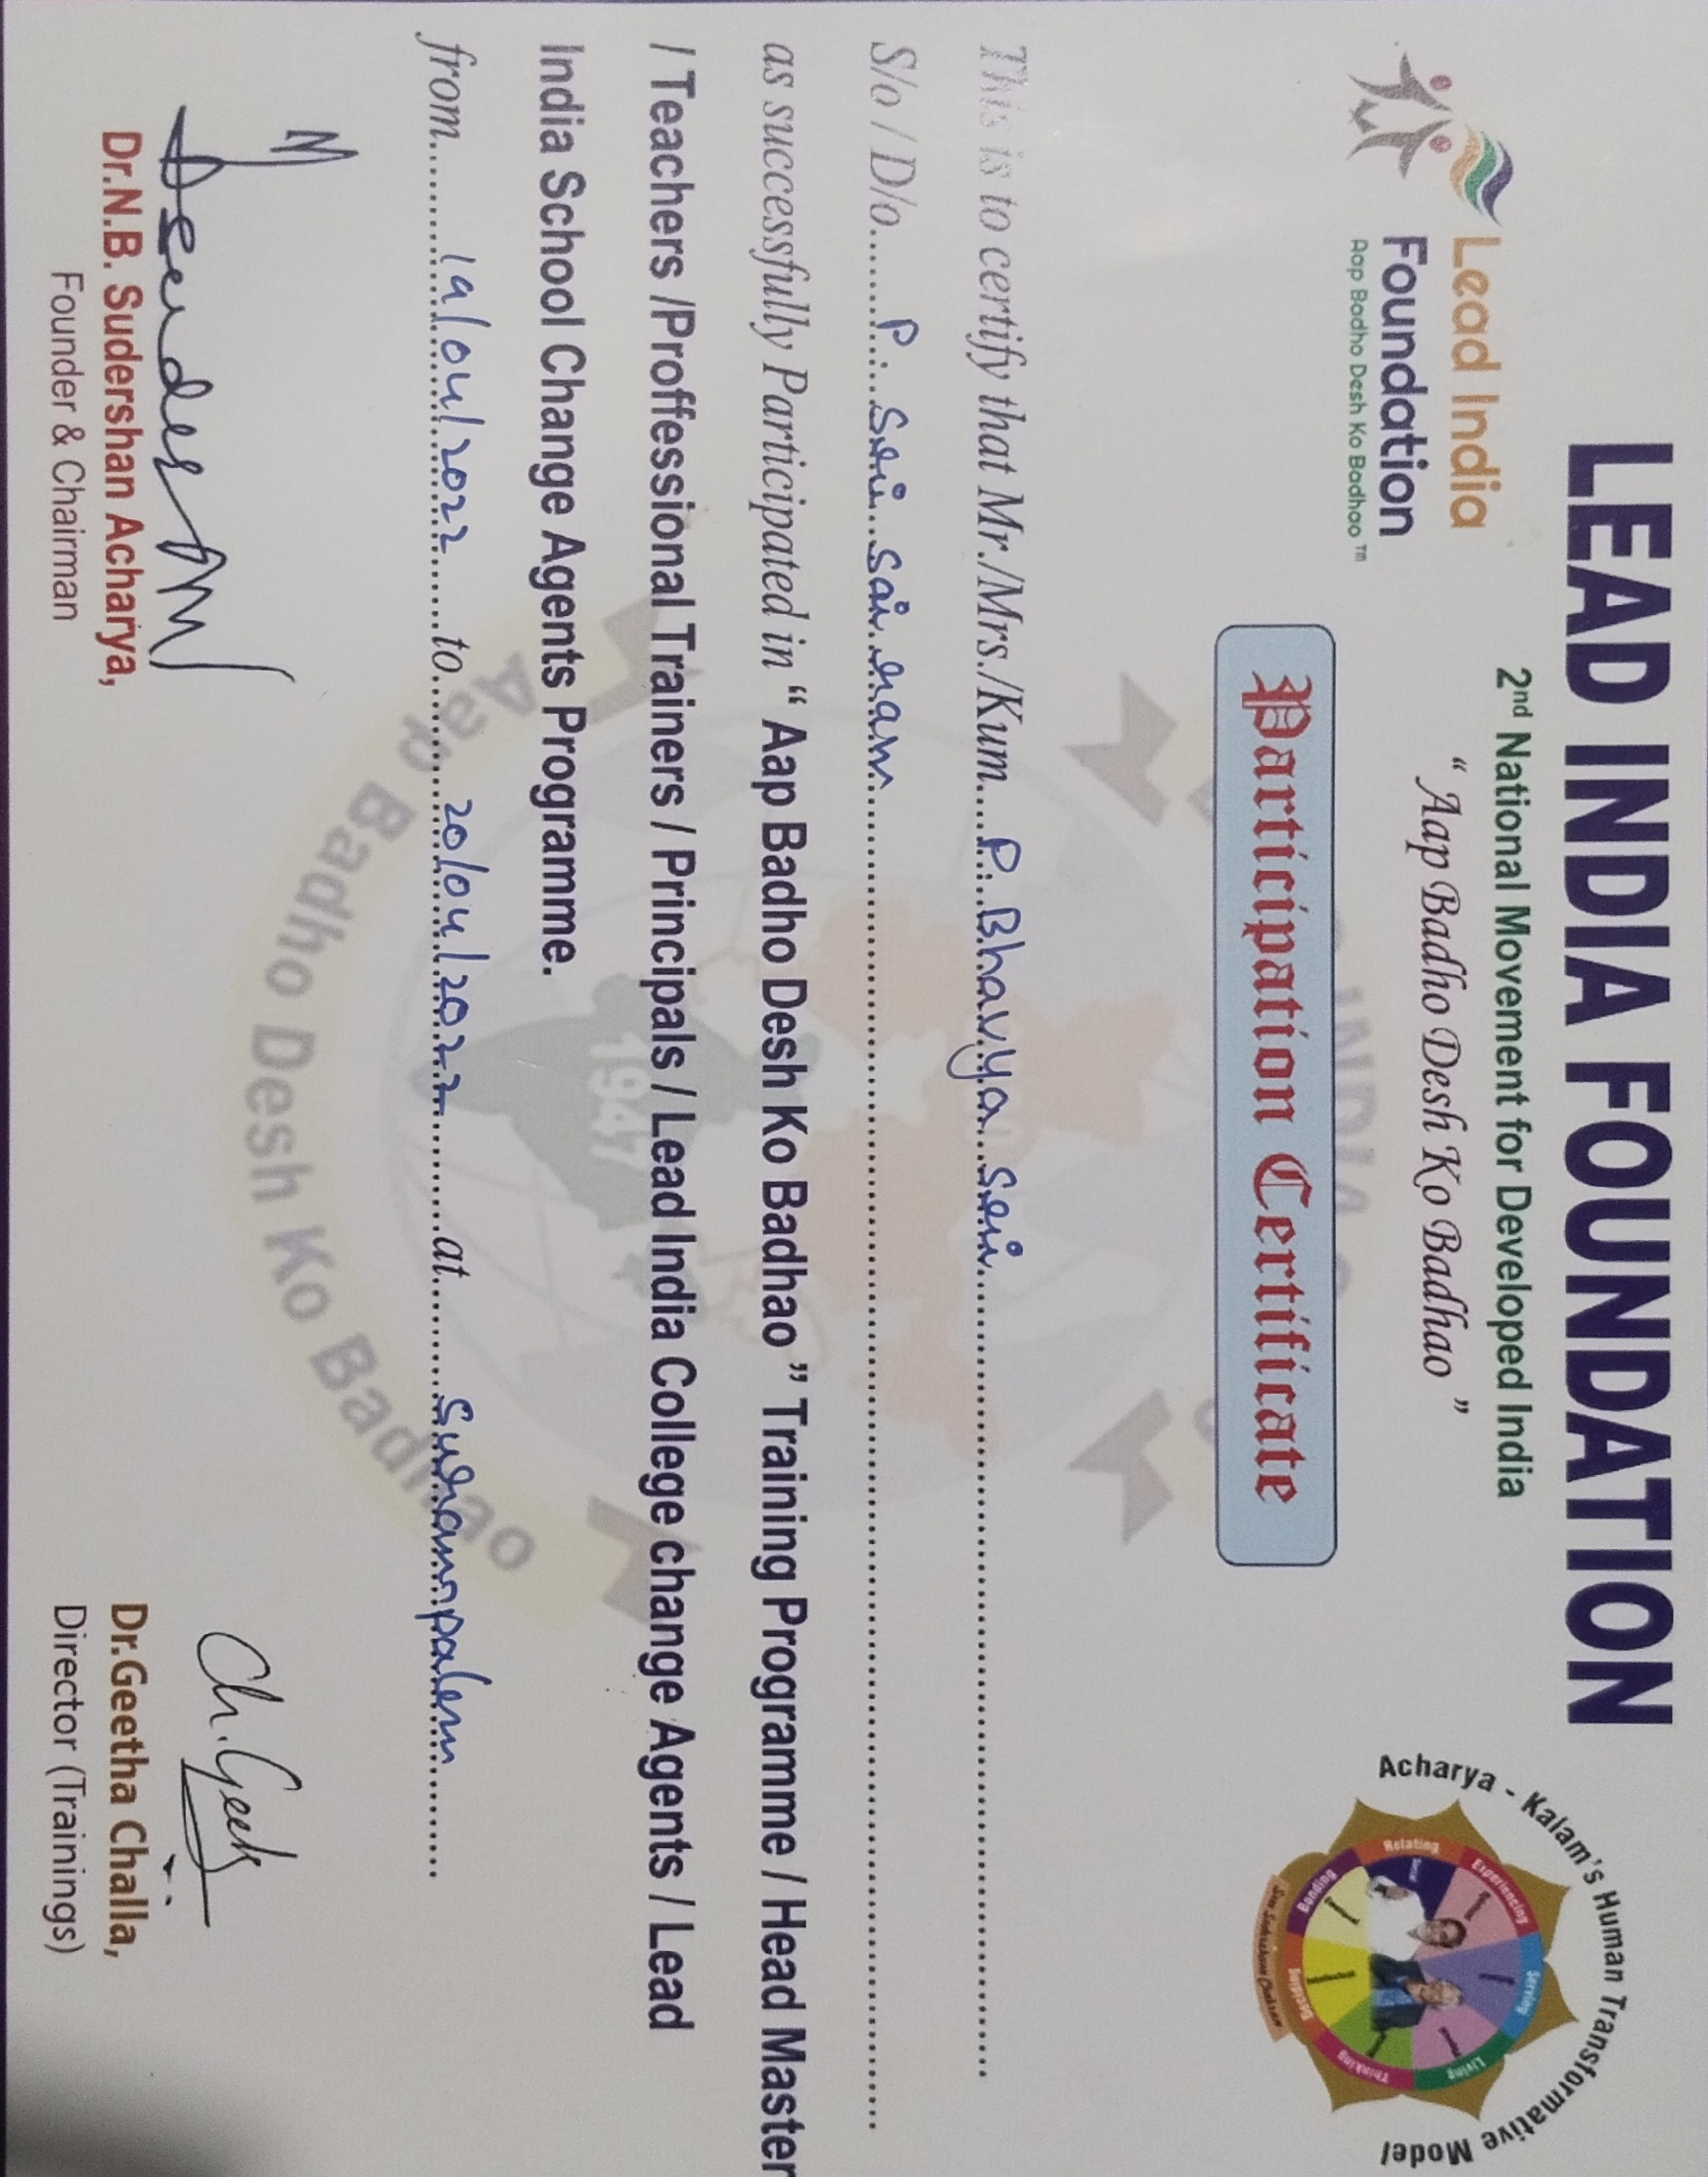 LEAD INDIA FOUNDATION
2nd National Movement for Developed India
“ Aap Badho Desh Ko Badhao ”
Lead India
Foundation
Aap Badho Desh Ko Badhao ™
Acharya - Kalam's Human Transformative Model
Experiencing
Serving
Living
Thinking
Deciding
Bonding
Relating
Social
Participation Certificate
This is to certify that Mr./Mrs./Kum....P. Bhavya Sri
S/o / D/o.......P. Sri Sai ram
as successfully Participated in “ Aap Badho Desh Ko Badhao ” Training Programme / Head Master
/ Teachers /Proffessional Trainers / Principals / Lead India College change Agents / Lead
India School Change Agents Programme.
from 19/04/2022 to 20/04/2022 at Surampalem
1947
Aap Badho Desh Ko Badhao
Ch. Geeta
Dr.N.B. Sudershan Acharya,
Founder & Chairman
Dr.Geetha Challa,
Director (Trainings)